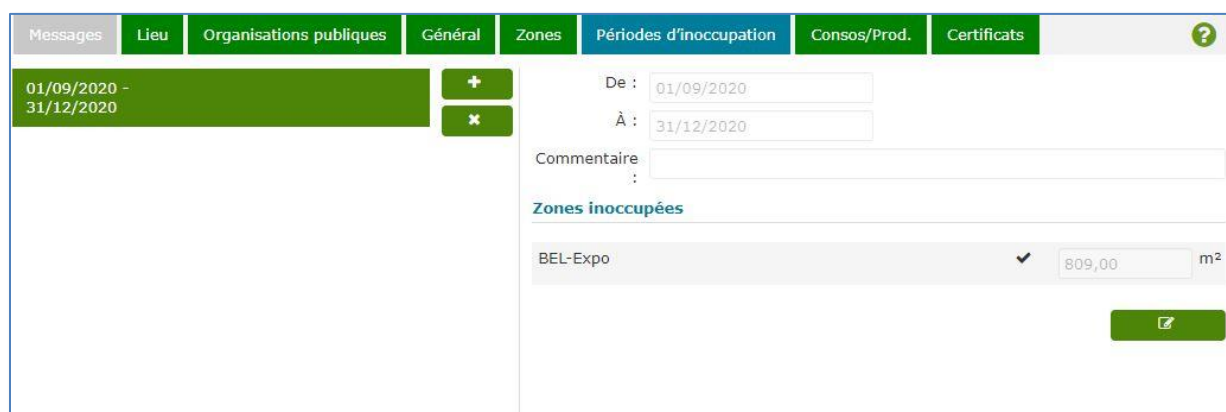 Messages Lieu Organisations publiques Général Zones Périodes d'inoccupation Consos/Prod. Certificats ?
01/09/2020 -
31/12/2020
De : 01/09/2020
À : 31/12/2020
Commentaire
:
Zones inoccupées
BEL-Expo 809,00 m²